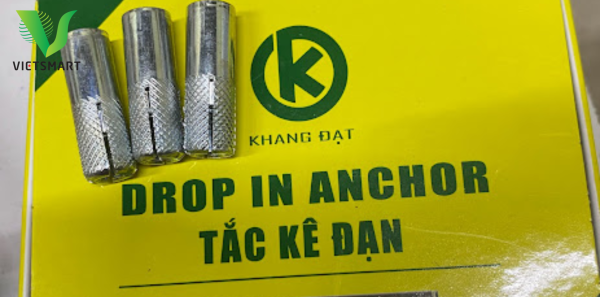 VIETSMART
KHANG ĐẠT
DROP IN ANCHOR
TẮC KÊ ĐẠN